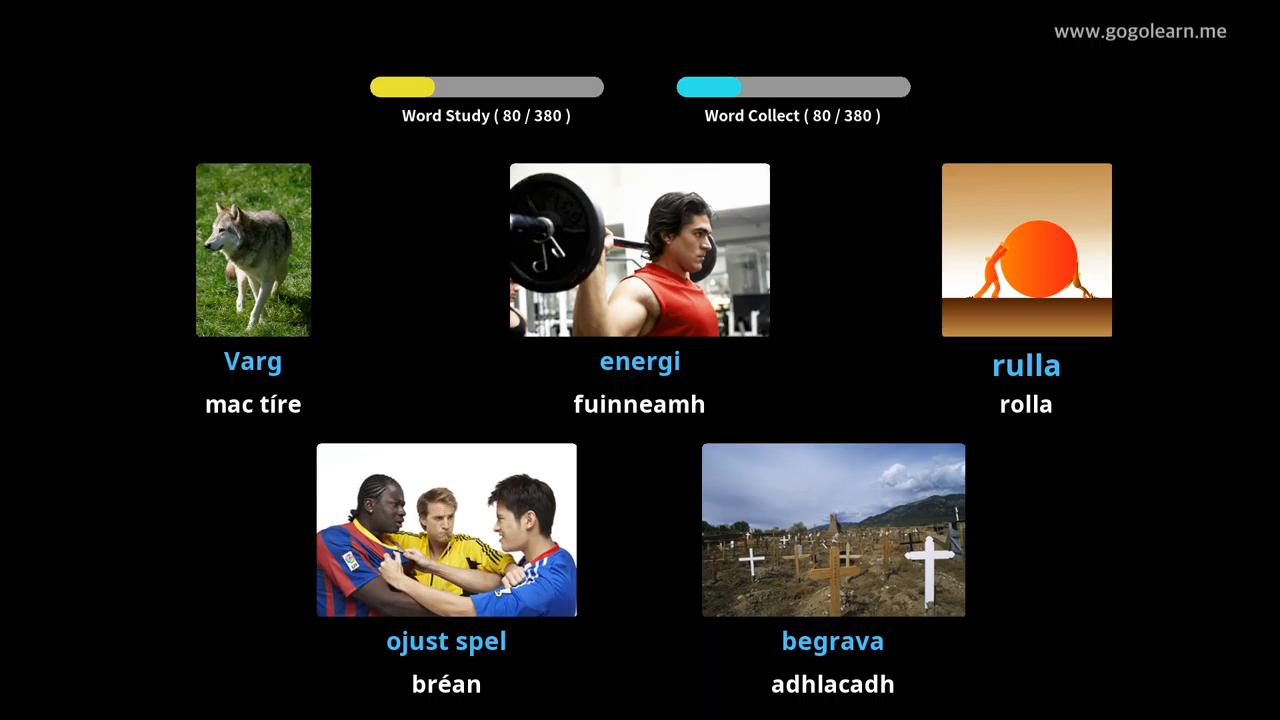 www.gogolearn.me
Word Study ( 80 / 380 )
Word Collect ( 80 / 380 )
Varg
mac tíre
energi
fuinneamh
rulla
rolla
ojust spel
bréan
begrava
adhlacadh